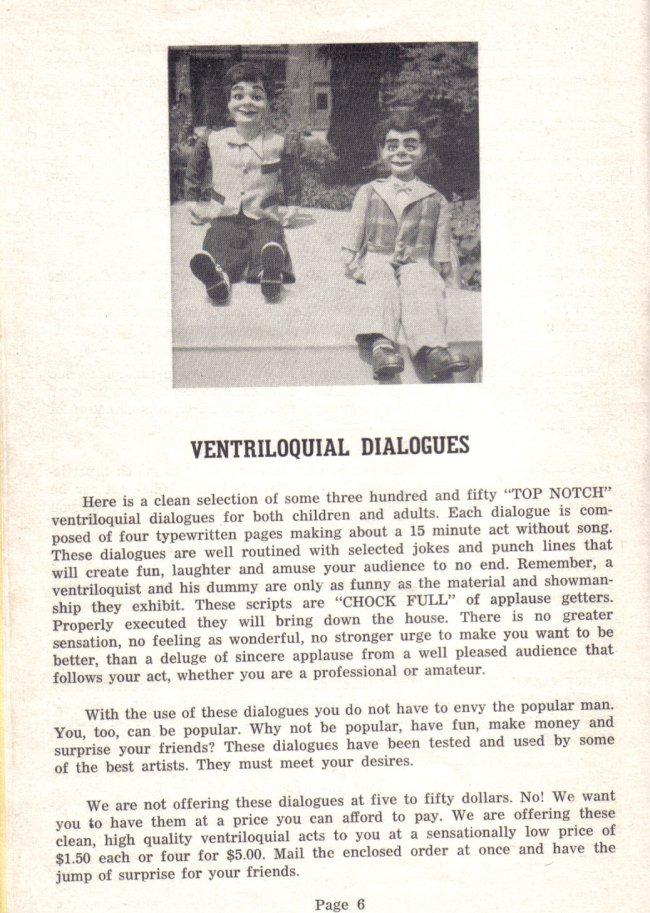 VENTRILOQUIAL DIALOGUES
Here is a clean selection of some three hundred and fifty "TOP NOTCH"
ventriloquial dialogues for both children and adults. Each dialogue is com-
posed of four typewritten pages making about a 15 minute act without song.
These dialogues are well routined with selected jokes and punch lines that
will create fun, laughter and amuse your audience to no end. Remember, a
ventriloquist and his dummy are only as funny as the material and showman-
ship they exhibit. These scripts are "CHOCK FULL" of applause getters.
Properly executed they will bring down the house. There is no greater
sensation, no feeling as wonderful, no stronger urge to make you want to be
better, than a deluge of sincere applause from a well pleased audience that
follows your act, whether you are a professional or amateur.
With the use of these dialogues you do not have to envy the popular man.
You, too, can be popular. Why not be popular, have fun, make money and
surprise your friends? These dialogues have been tested and used by some
of the best artists. They must meet your desires.
We are not offering these dialogues at five to fifty dollars. No! We want
you to have them at a price you can afford to pay. We are offering these
clean, high quality ventriloquial acts to you at a sensationally low price of
$1.50 each or four for $5.00. Mail the enclosed order at once and have the
jump of surprise for your friends.
Page 6